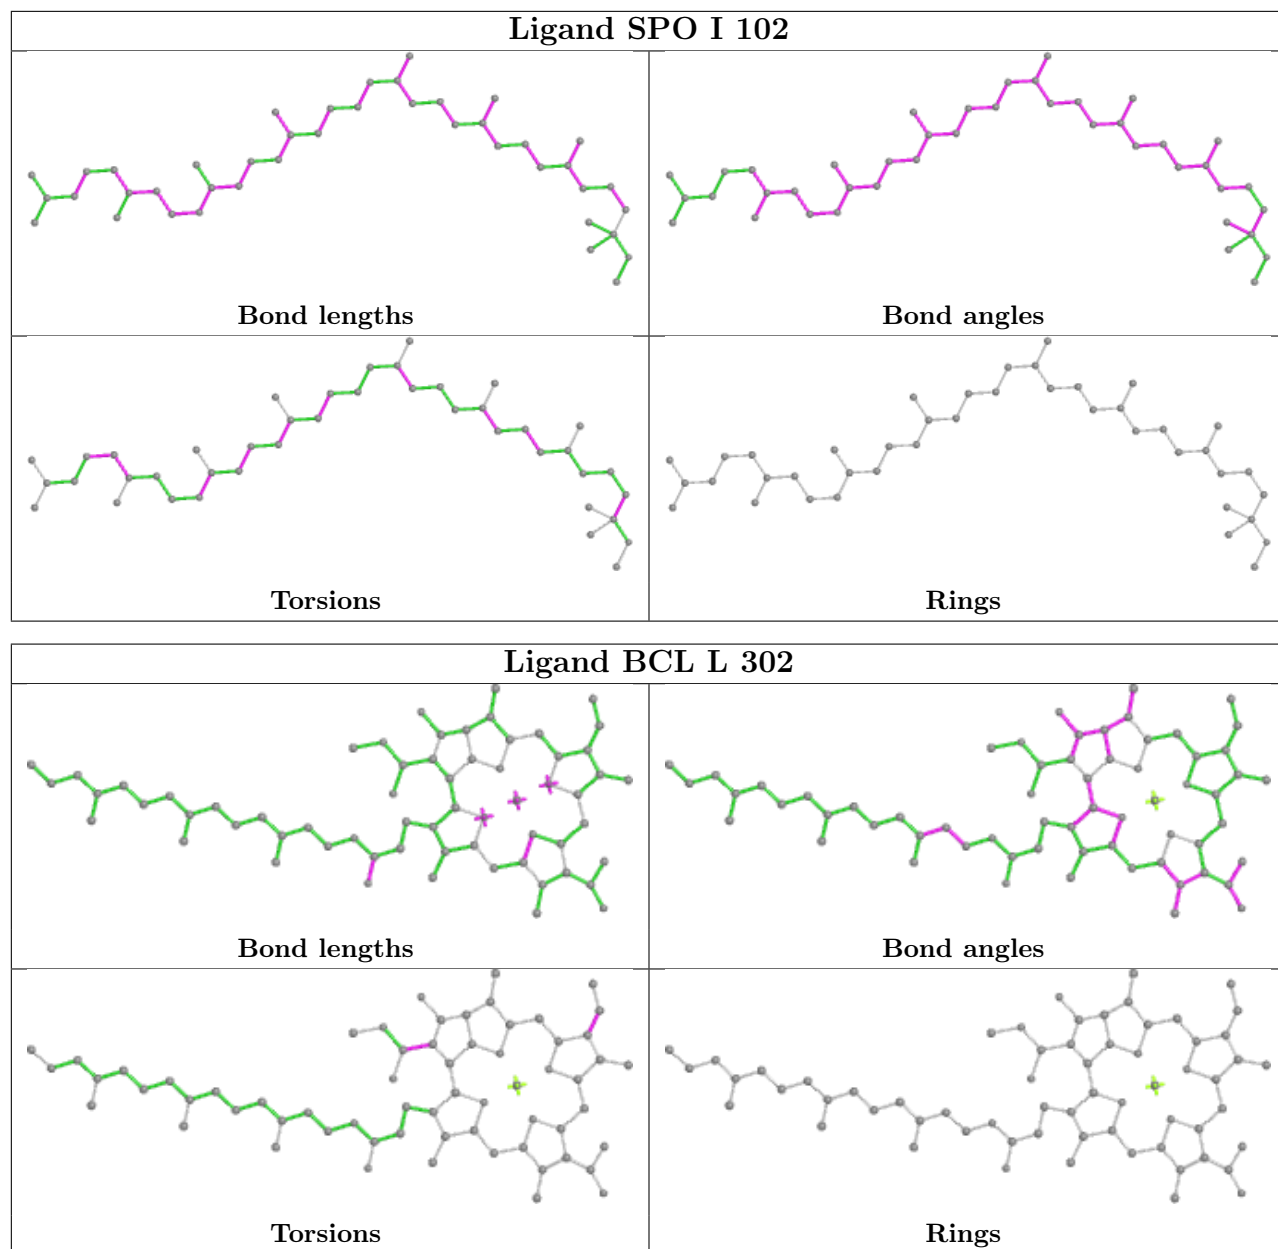 Ligand SPO I 102
Bond lengths
Bond angles
Torsions
Rings
Ligand BCL L 302
Bond lengths
Bond angles
Torsions
Rings